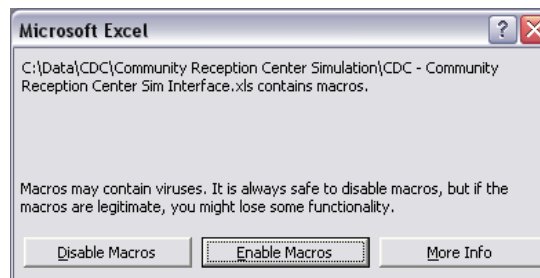 Microsoft Excel
C:\Data\CDC\Community Reception Center Simulation\CDC - Community
Reception Center Sim Interface.xls contains macros.
Macros may contain viruses. It is always safe to disable macros, but if the
macros are legitimate, you might lose some functionality.
Disable Macros Enable Macros More Info